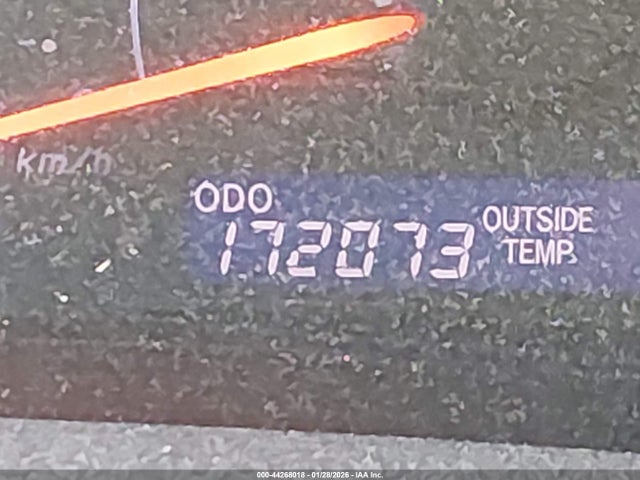 km/h
ODO
172073
OUTSIDE
TEMP.
000-44268018 - 01/28/2026 - IAA Inc.